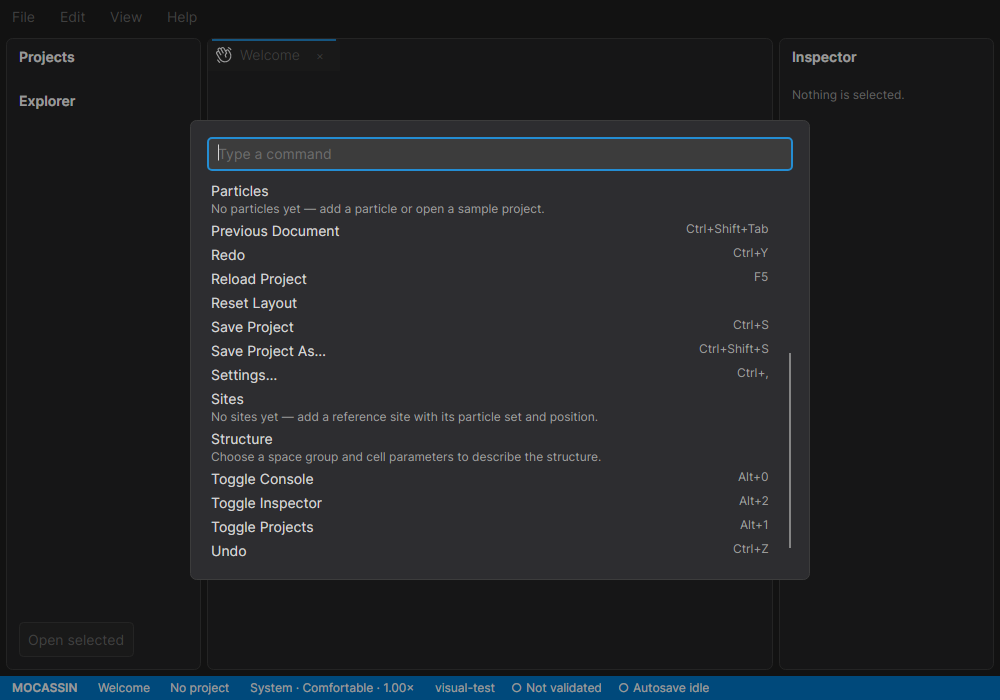 File Edit View Help
Projects
Welcome ×
Inspector
Explorer
Nothing is selected.
Type a command
Particles
No particles yet — add a particle or open a sample project.
Previous Document Ctrl+Shift+Tab
Redo Ctrl+Y
Reload Project F5
Reset Layout
Save Project Ctrl+S
Save Project As... Ctrl+Shift+S
Settings... Ctrl+,
Sites
No sites yet — add a reference site with its particle set and position.
Structure
Choose a space group and cell parameters to describe the structure.
Toggle Console Alt+0
Toggle Inspector Alt+2
Toggle Projects Alt+1
Undo Ctrl+Z
Open selected
MOCASSIN Welcome No project System · Comfortable · 1.00× visual-test Not validated Autosave idle